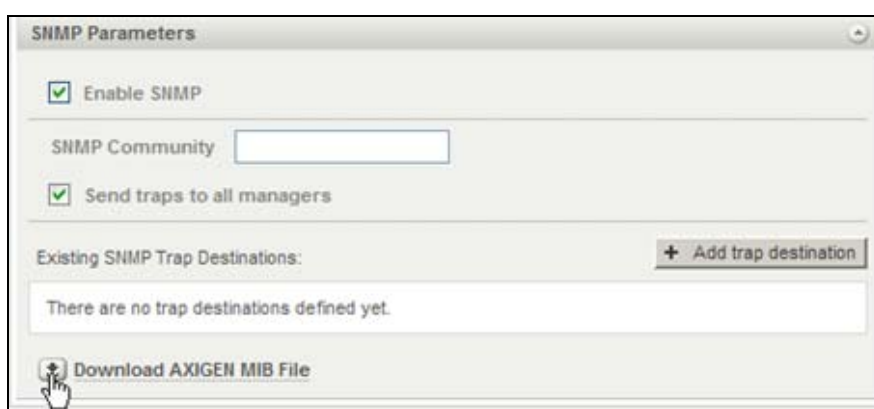 SNMP Parameters
Enable SNMP
SNMP Community
Send traps to all managers
Existing SNMP Trap Destinations:
+ Add trap destination
There are no trap destinations defined yet.
Download AXIGEN MIB File